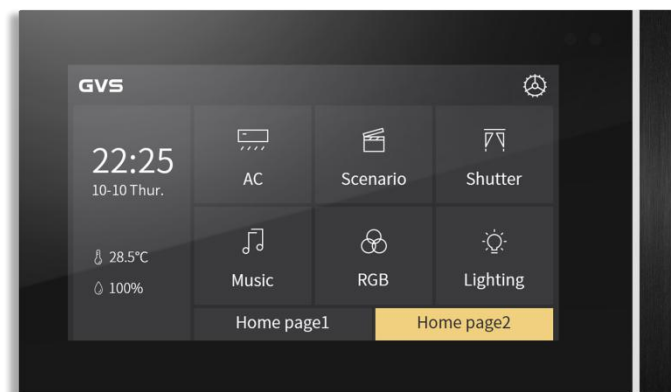 GVS
22:25
10-10 Thur.
28.5℃
100%
AC
Scenario
Shutter
Music
RGB
Lighting
Home page1
Home page2